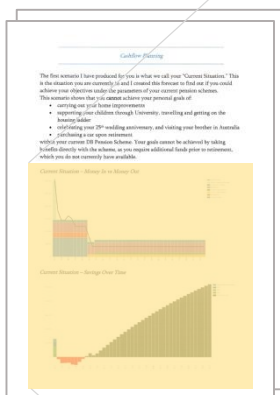 Cashflow Planning
The first scenario I have produced for you is what we call your "Current Situation." This
is the situation you are currently in and I created this forecast to find out if you could
achieve your objectives under the parameters of your current pension schemes.
This scenario shows that you cannot achieve your personal goals of
• carrying out your home improvements
• supporting your children through University, travelling and getting on the
housing ladder
• celebrating your 25th wedding anniversary, and visiting your brother in Australia
• purchasing a car upon retirement
within your current DB Pension Scheme. Your goals cannot be achieved by taking
benefits directly with the scheme, as you require additional funds prior to retirement,
which you do not currently have available.
Current Situation – Money In vs Money Out
Current Situation – Savings Over Time